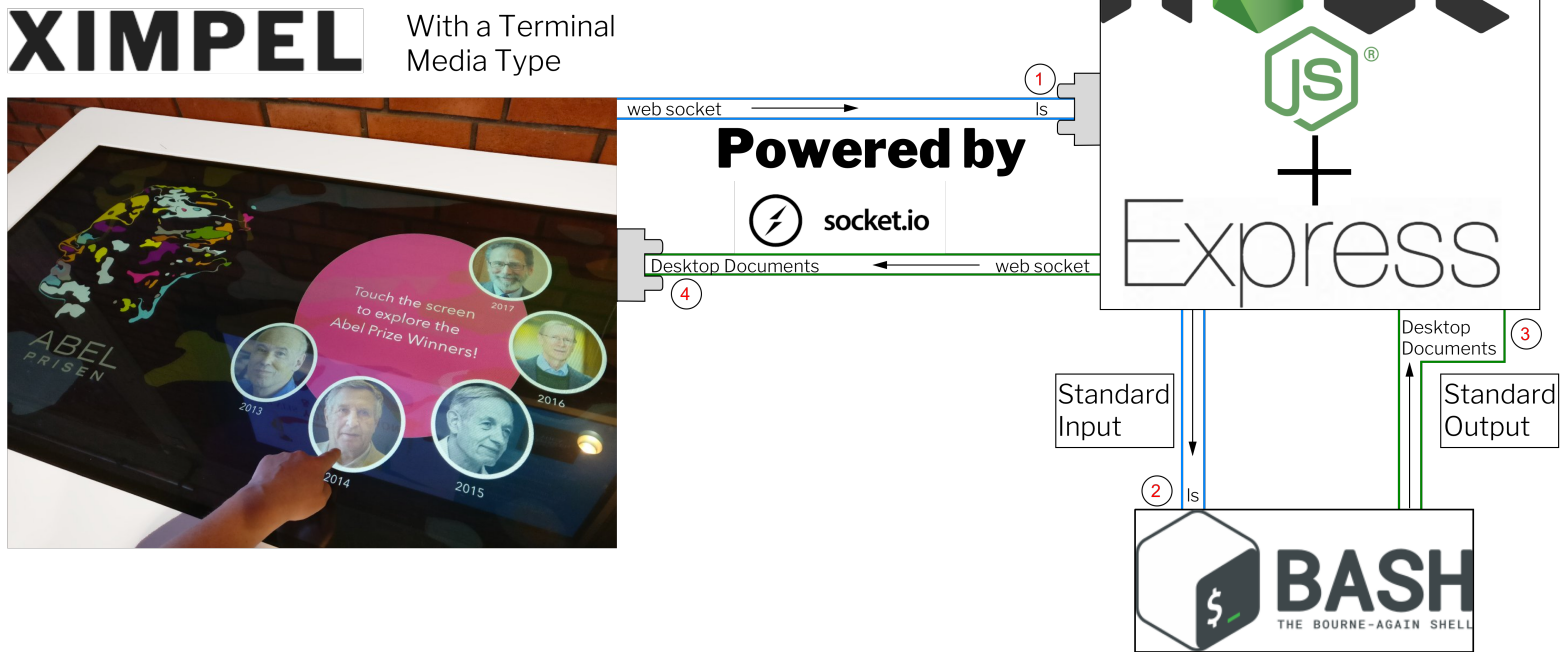 XIMPEL
With a Terminal
Media Type
1
web socket
ls
Powered by
socket.io
Desktop Documents
web socket
4
JS
®
+
Express
Touch the screen
to explore the
Abel Prize Winners!
2017
2016
2013
2014
2015
ABEL
PRISEN
Desktop
Documents
3
Standard
Input
Standard
Output
2
ls
$_
BASH
THE BOURNE-AGAIN SHELL